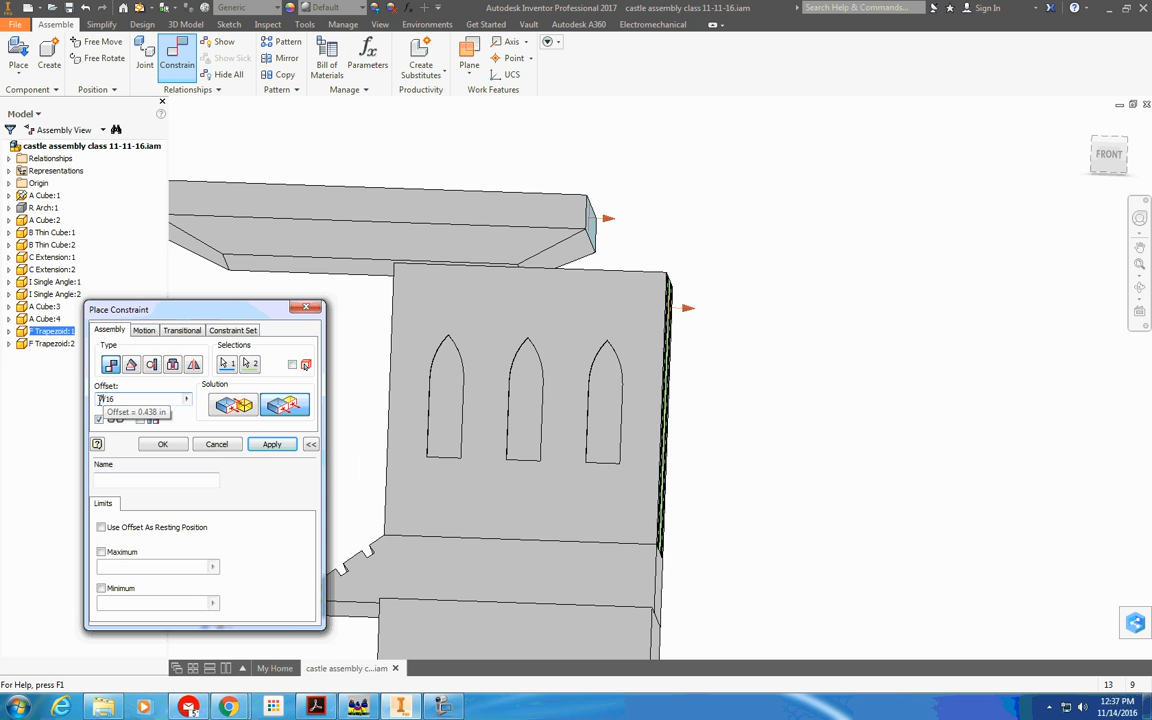 Generic
Default
Autodesk Inventor Professional 2017
castle assembly class 11-11-16.iam
Search Help & Commands...
Sign In
File
Assemble
Simplify
Design
3D Model
Sketch
Inspect
Tools
Manage
View
Environments
Get Started
Vault
Autodesk A360
Electromechanical
Place
Create
Free Move
Free Rotate
Joint
Constrain
Show
Show Sick
Hide All
Pattern
Mirror
Copy
Bill of
Materials
Parameters
Create
Substitutes
Plane
Axis
Point
UCS
Component
Position
Relationships
Pattern
Manage
Productivity
Work Features
Model
Assembly View
castle assembly class 11-11-16.iam
Relationships
Representations
Origin
A Cube:1
R Arch:1
A Cube:2
B Thin Cube:1
B Thin Cube:2
C Extension:1
C Extension:2
I Single Angle:1
I Single Angle:2
A Cube:3
A Cube:4
F Trapezoid:1
F Trapezoid:2
FRONT
Place Constraint
Assembly
Motion
Transitional
Constraint Set
Type
Selections
1
2
Offset:
7/16
Offset = 0.438 in
Solution
OK
Cancel
Apply
<<
Name
Limits
Use Offset As Resting Position
Maximum
Minimum
My Home
castle assembly c...iam
For Help, press F1
13
9
12:37 PM
11/14/2016